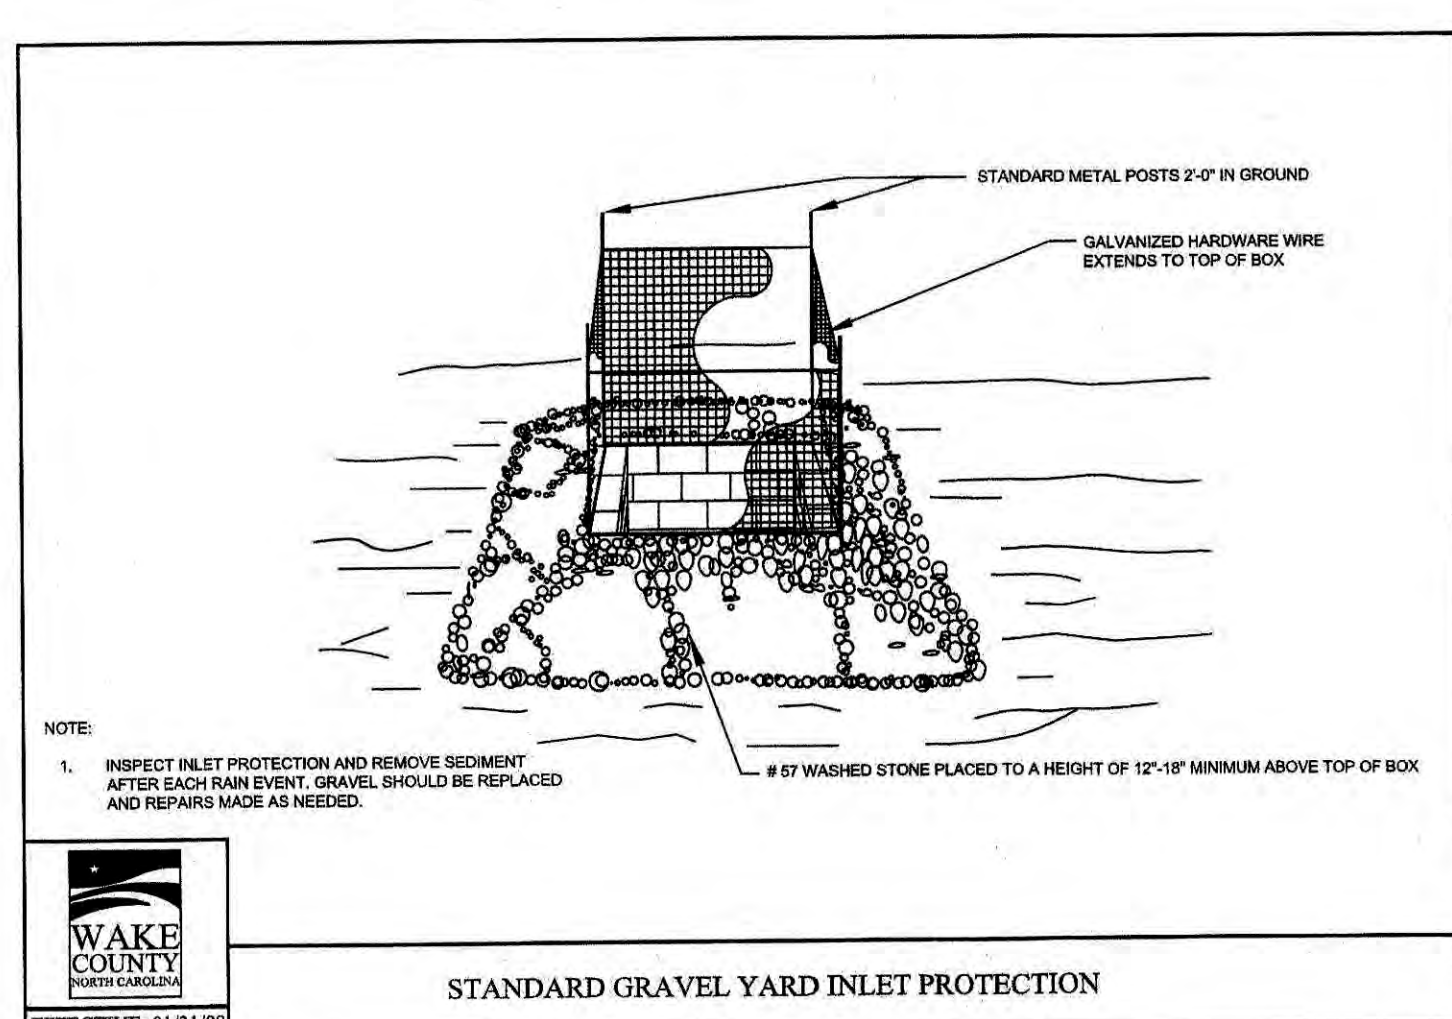 STANDARD METAL POSTS 2'-0" IN GROUND
GALVANIZED HARDWARE WIRE
EXTENDS TO TOP OF BOX
NOTE:
1. INSPECT INLET PROTECTION AND REMOVE SEDIMENT
AFTER EACH RAIN EVENT. GRAVEL SHOULD BE REPLACED
AND REPAIRS MADE AS NEEDED.
# 57 WASHED STONE PLACED TO A HEIGHT OF 12"-18" MINIMUM ABOVE TOP OF BOX
WAKE
COUNTY
NORTH CAROLINA
STANDARD GRAVEL YARD INLET PROTECTION